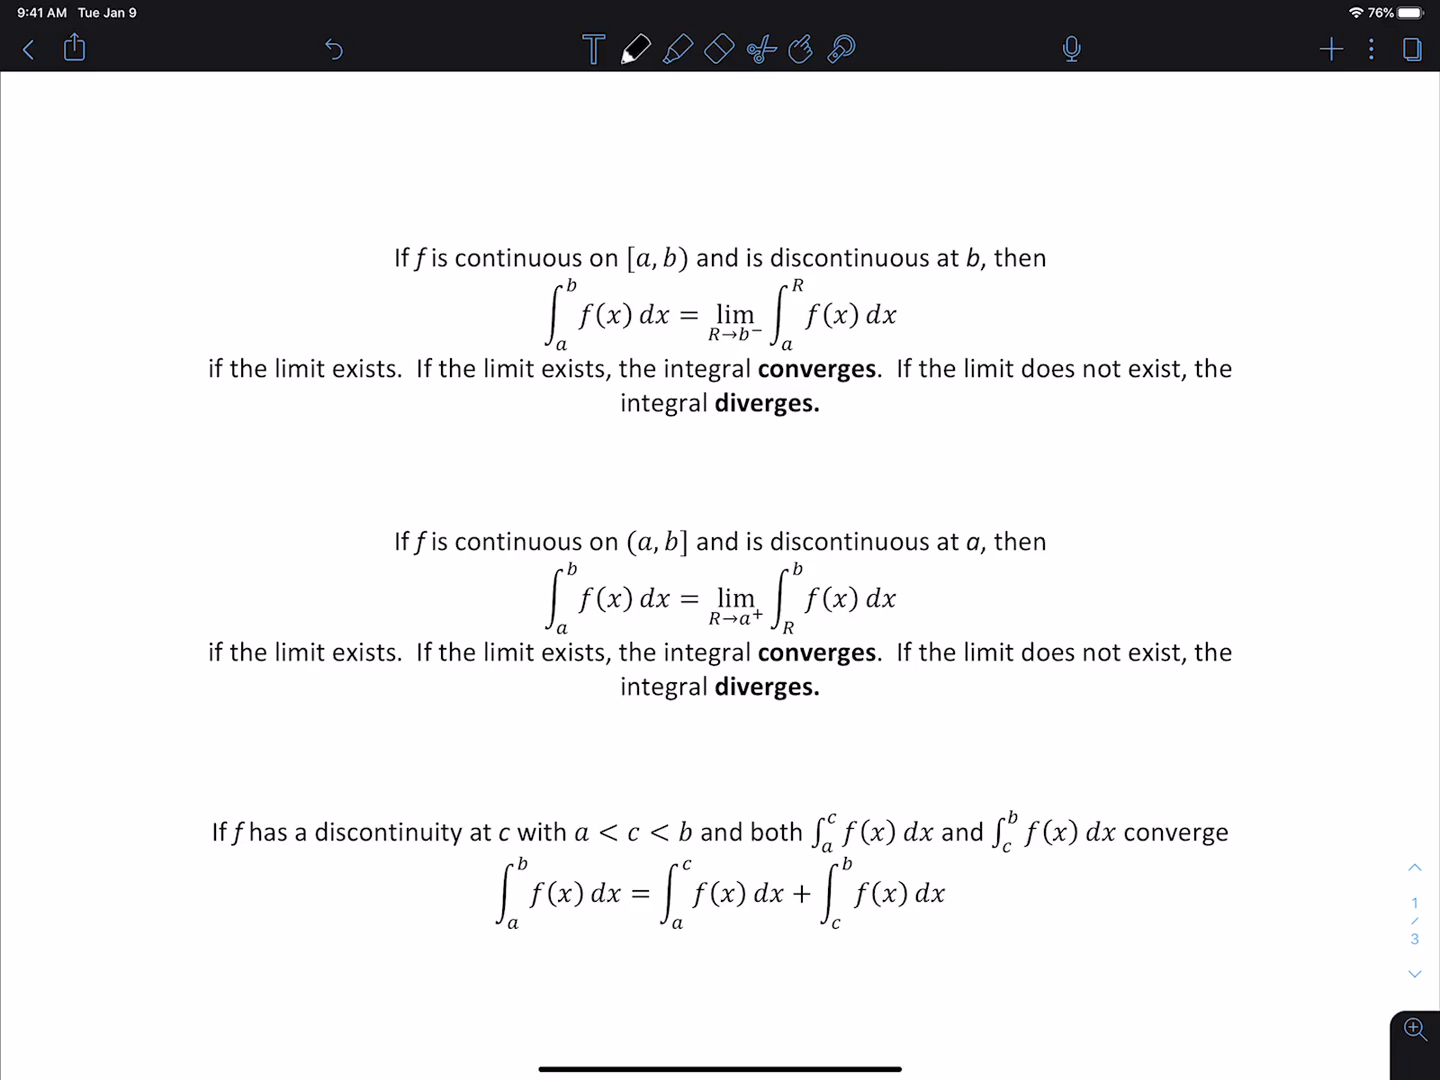 9:41 AM Tue Jan 9
76%
T
If f is continuous on [a, b) and is discontinuous at b, then
∫_a^b f(x) dx = lim_{R→b⁻} ∫_a^R f(x) dx
if the limit exists. If the limit exists, the integral converges. If the limit does not exist, the
integral diverges.
If f is continuous on (a, b] and is discontinuous at a, then
∫_a^b f(x) dx = lim_{R→a⁺} ∫_R^b f(x) dx
if the limit exists. If the limit exists, the integral converges. If the limit does not exist, the
integral diverges.
If f has a discontinuity at c with a < c < b and both ∫_a^c f(x) dx and ∫_c^b f(x) dx converge
∫_a^b f(x) dx = ∫_a^c f(x) dx + ∫_c^b f(x) dx
1
/
3